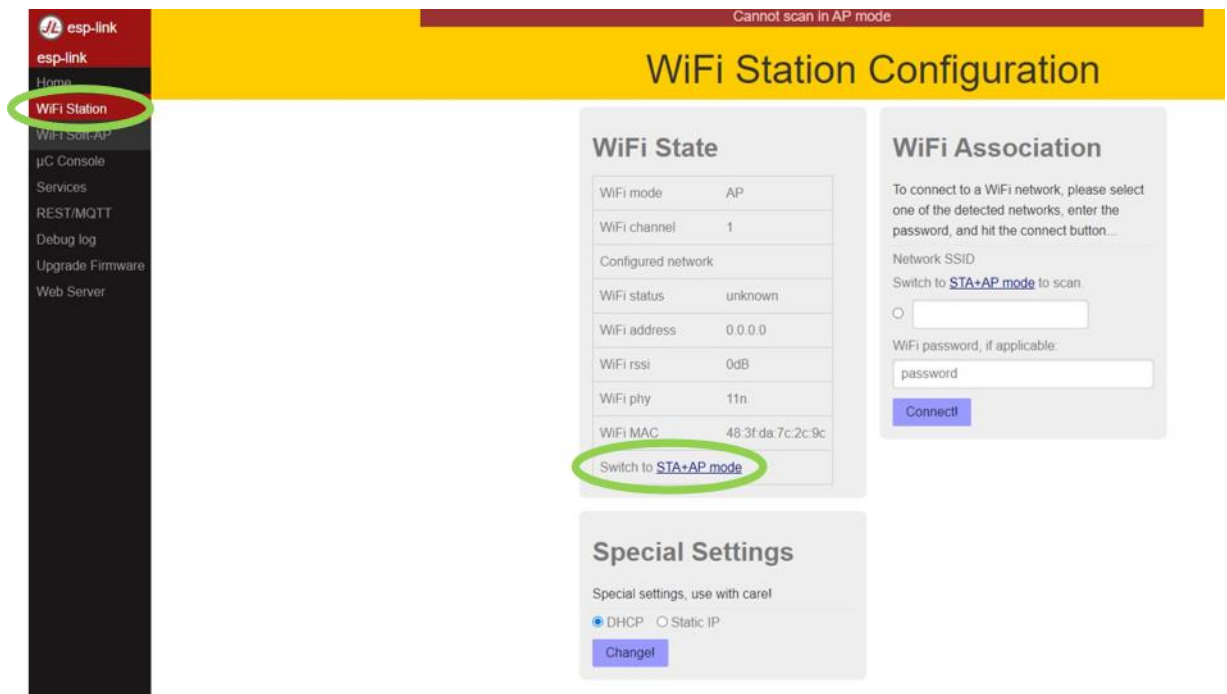 esp-link
esp-link
Home
WiFi Station
WiFi Soft-AP
µC Console
Services
REST/MQTT
Debug log
Upgrade Firmware
Web Server
Cannot scan in AP mode
WiFi Station Configuration
WiFi State
WiFi mode AP
WiFi channel 1
Configured network
WiFi status unknown
WiFi address 0.0.0.0
WiFi rssi 0dB
WiFi phy 11n
WiFi MAC 48:3f:da:7c:2c:9c
Switch to STA+AP mode
WiFi Association
To connect to a WiFi network, please select
one of the detected networks, enter the
password, and hit the connect button...
Network SSID
Switch to STA+AP mode to scan.
WiFi password, if applicable:
password
Connect!
Special Settings
Special settings, use with care!
DHCP Static IP
Change!